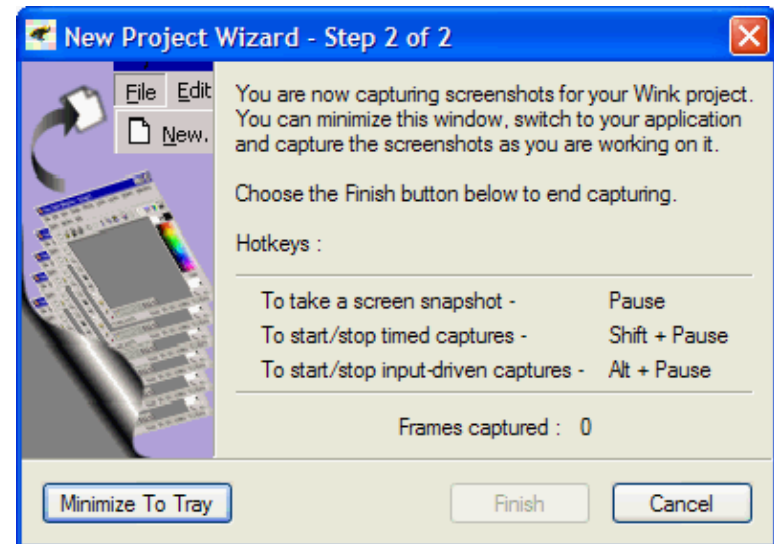 New Project Wizard - Step 2 of 2
File Edit
New.
You are now capturing screenshots for your Wink project.
You can minimize this window, switch to your application
and capture the screenshots as you are working on it.
Choose the Finish button below to end capturing.
Hotkeys :
To take a screen snapshot - Pause
To start/stop timed captures - Shift + Pause
To start/stop input-driven captures - Alt + Pause
Frames captured : 0
Minimize To Tray Finish Cancel